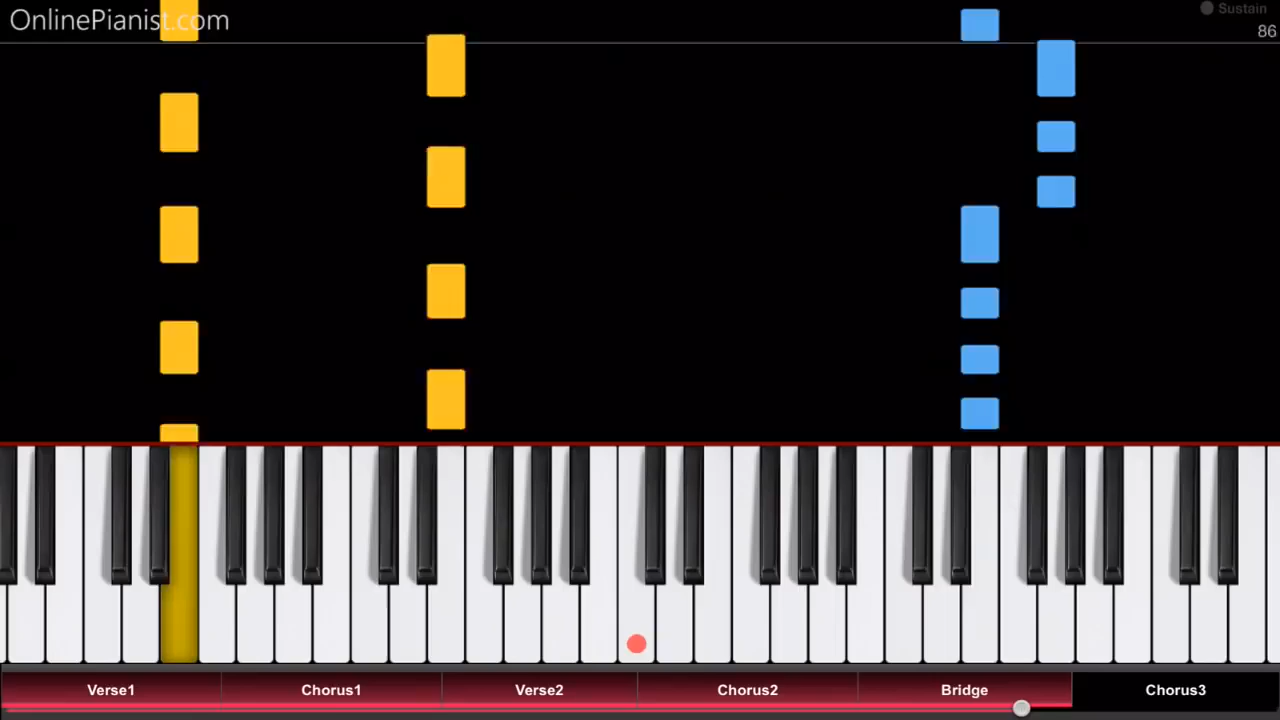 OnlinePianist.com
Sustain
86
Verse1
Chorus1
Verse2
Chorus2
Bridge
Chorus3